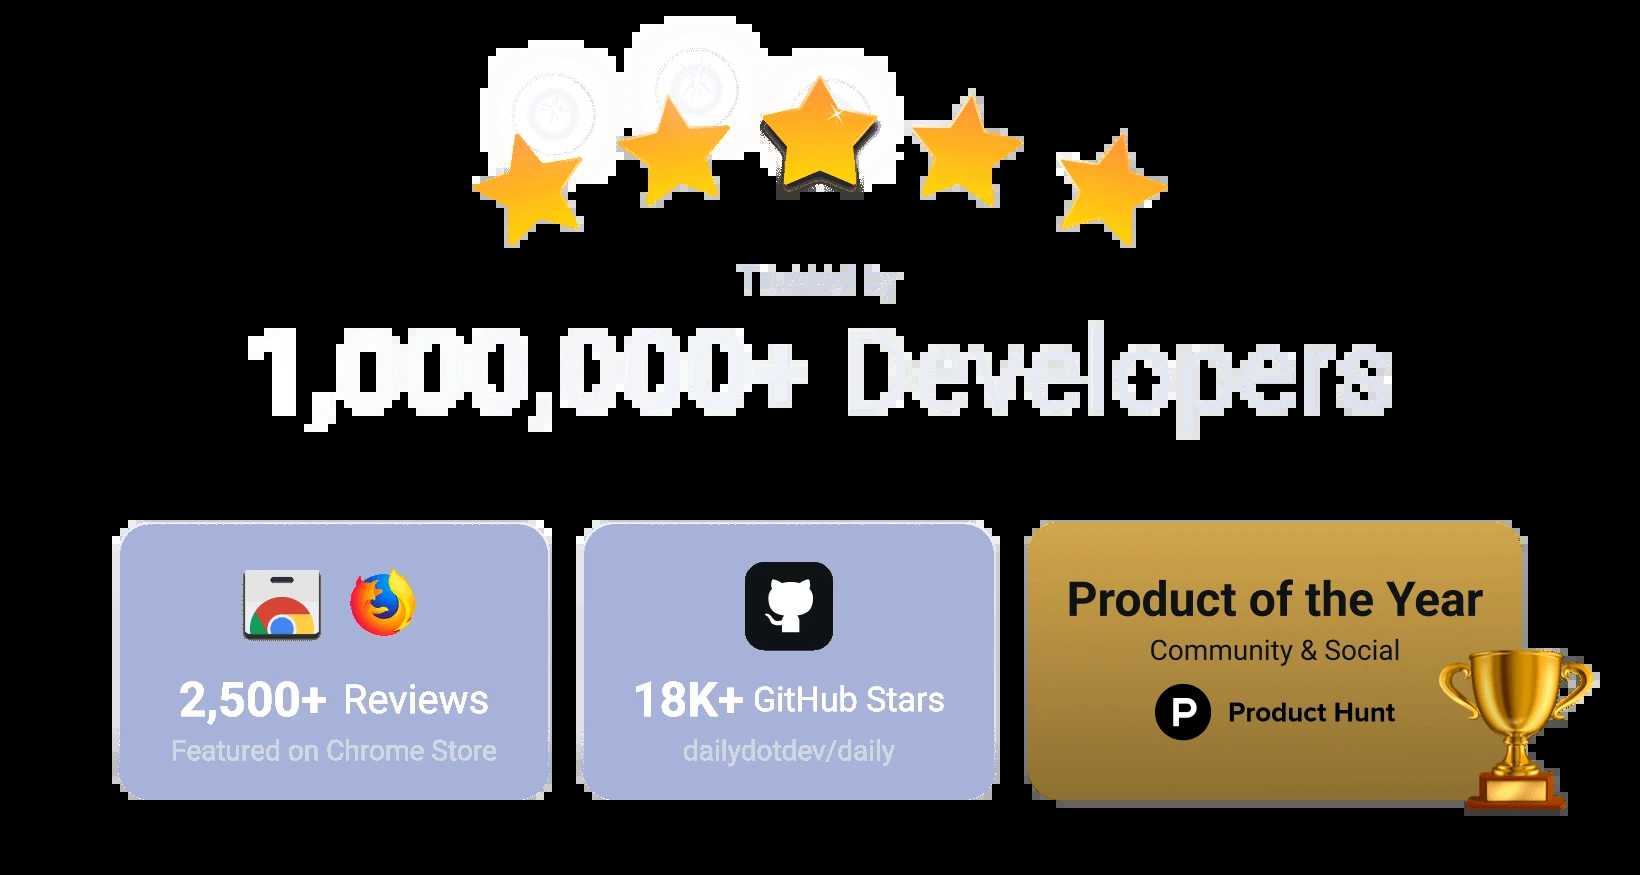 Trusted by
1,000,000+ Developers
2,500+ Reviews
Featured on Chrome Store
18K+ GitHub Stars
dailydotdev/daily
Product of the Year
Community & Social
P Product Hunt